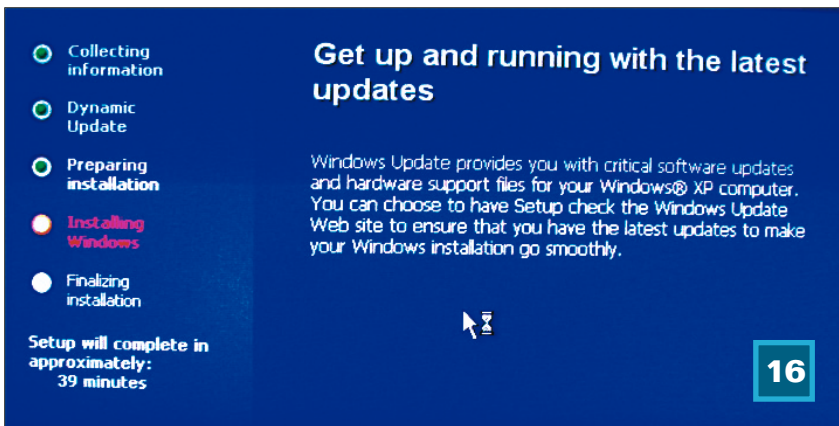 Collecting
information
Dynamic
Update
Preparing
installation
Installing
Windows
Finalizing
installation
Setup will complete in
approximately:
39 minutes
Get up and running with the latest
updates
Windows Update provides you with critical software updates
and hardware support files for your Windows® XP computer.
You can choose to have Setup check the Windows Update
Web site to ensure that you have the latest updates to make
your Windows installation go smoothly.
16